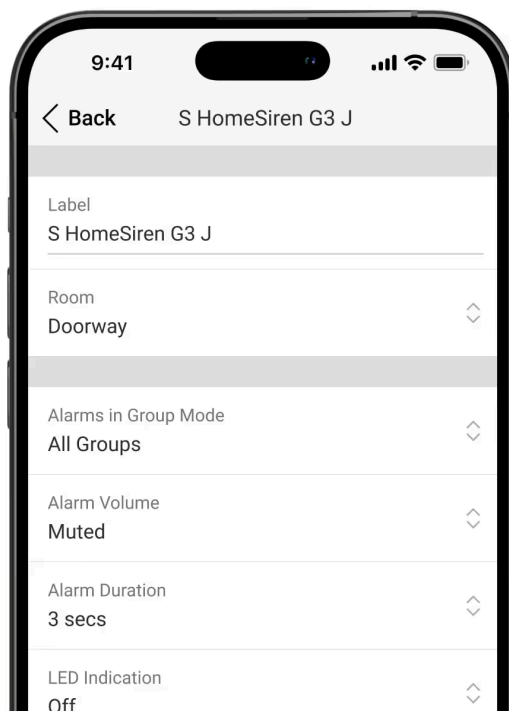 9:41
Back
S HomeSiren G3 J
Label
S HomeSiren G3 J
Room
Doorway
Alarms in Group Mode
All Groups
Alarm Volume
Muted
Alarm Duration
3 secs
LED Indication
Off